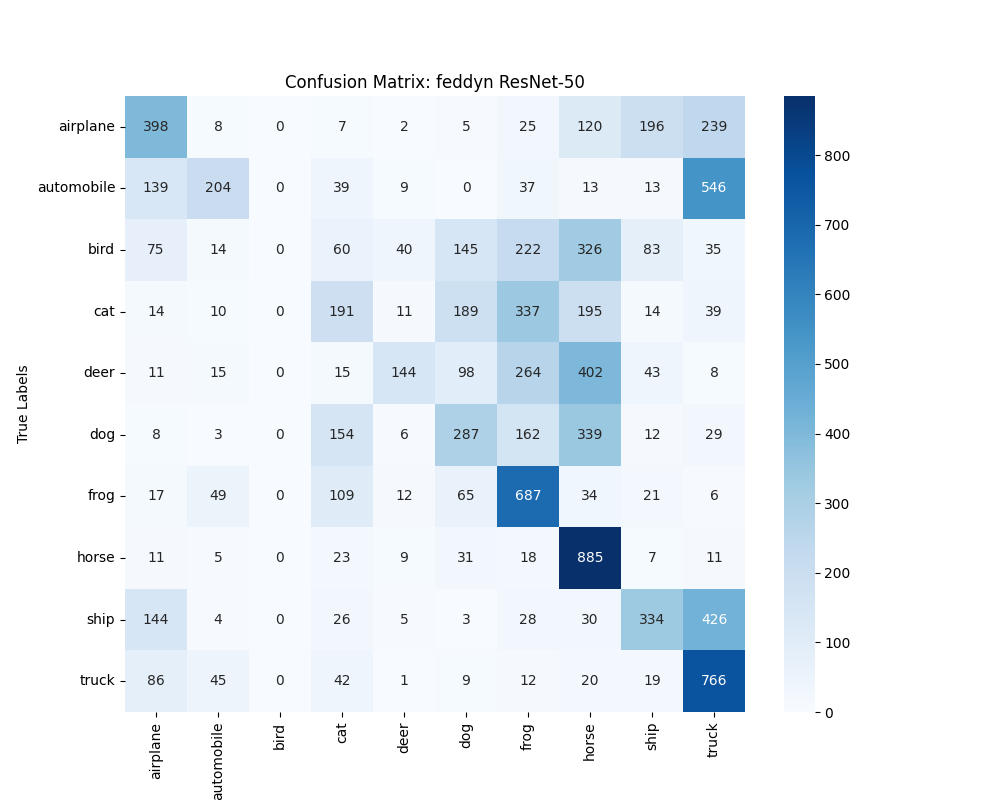 Confusion Matrix: feddyn ResNet-50
True Labels
airplane 398 8 0 7 2 5 25 120 196 239
automobile 139 204 0 39 9 0 37 13 13 546
bird 75 14 0 60 40 145 222 326 83 35
cat 14 10 0 191 11 189 337 195 14 39
deer 11 15 0 15 144 98 264 402 43 8
dog 8 3 0 154 6 287 162 339 12 29
frog 17 49 0 109 12 65 687 34 21 6
horse 11 5 0 23 9 31 18 885 7 11
ship 144 4 0 26 5 3 28 30 334 426
truck 86 45 0 42 1 9 12 20 19 766
airplane automobile bird cat deer dog frog horse ship truck
800
700
600
500
400
300
200
100
0